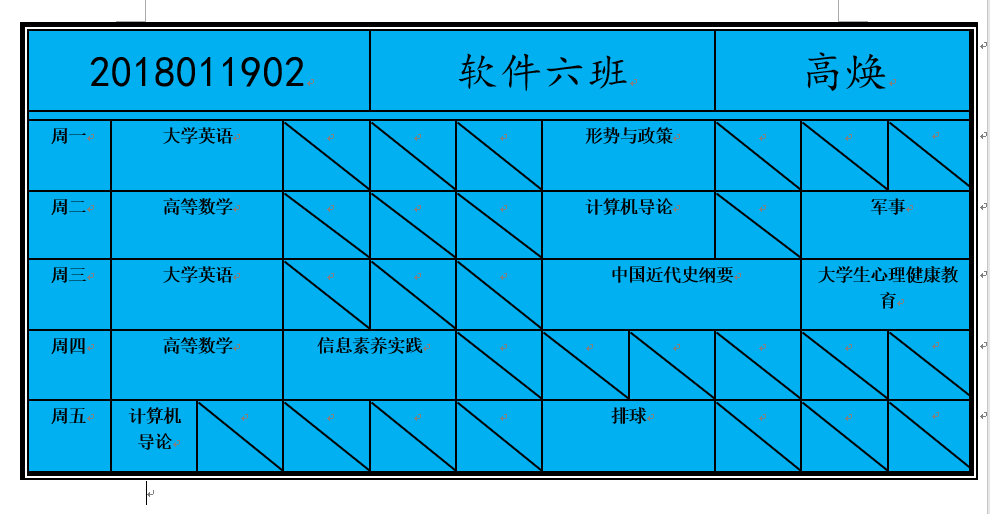 2018011902 软件六班 高焕
周一 大学英语 形势与政策
周二 高等数学 计算机导论 军事
周三 大学英语 中国近代史纲要 大学生心理健康教
育
周四 高等数学 信息素养实践
周五 计算机 排球
导论